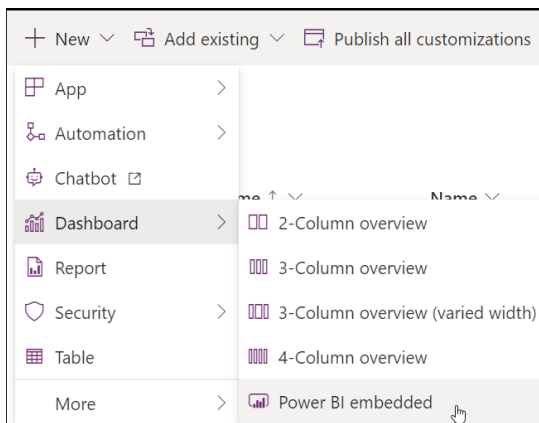 New Add existing Publish all customizations
App
Automation
Chatbot
Name
Dashboard
2-Column overview
Report
3-Column overview
Security
3-Column overview (varied width)
Table
4-Column overview
More
Power BI embedded